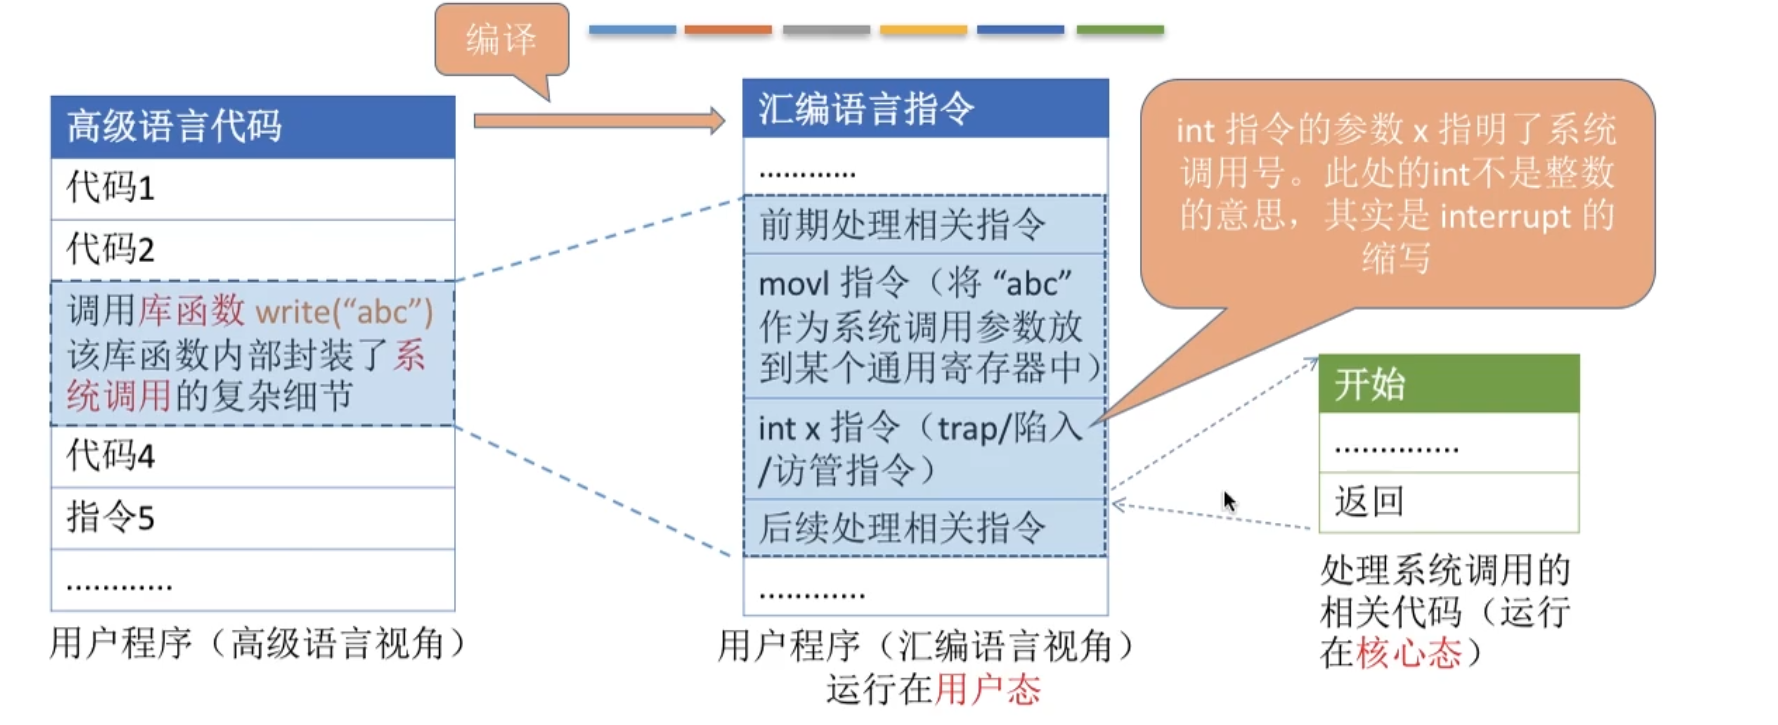 编译
高级语言代码
代码1
代码2
调用库函数 write(“abc”)
该库函数内部封装了系
统调用的复杂细节
代码4
指令5
............
用户程序（高级语言视角）
汇编语言指令
............
前期处理相关指令
movl 指令（将 “abc”
作为系统调用参数放
到某个通用寄存器中）
int x 指令（trap/陷入
/访管指令）
后续处理相关指令
............
用户程序（汇编语言视角）
运行在用户态
int 指令的参数 x 指明了系统
调用号。此处的int不是整数
的意思，其实是 interrupt 的
缩写
开始
..............
返回
处理系统调用的
相关代码（运行
在核心态）